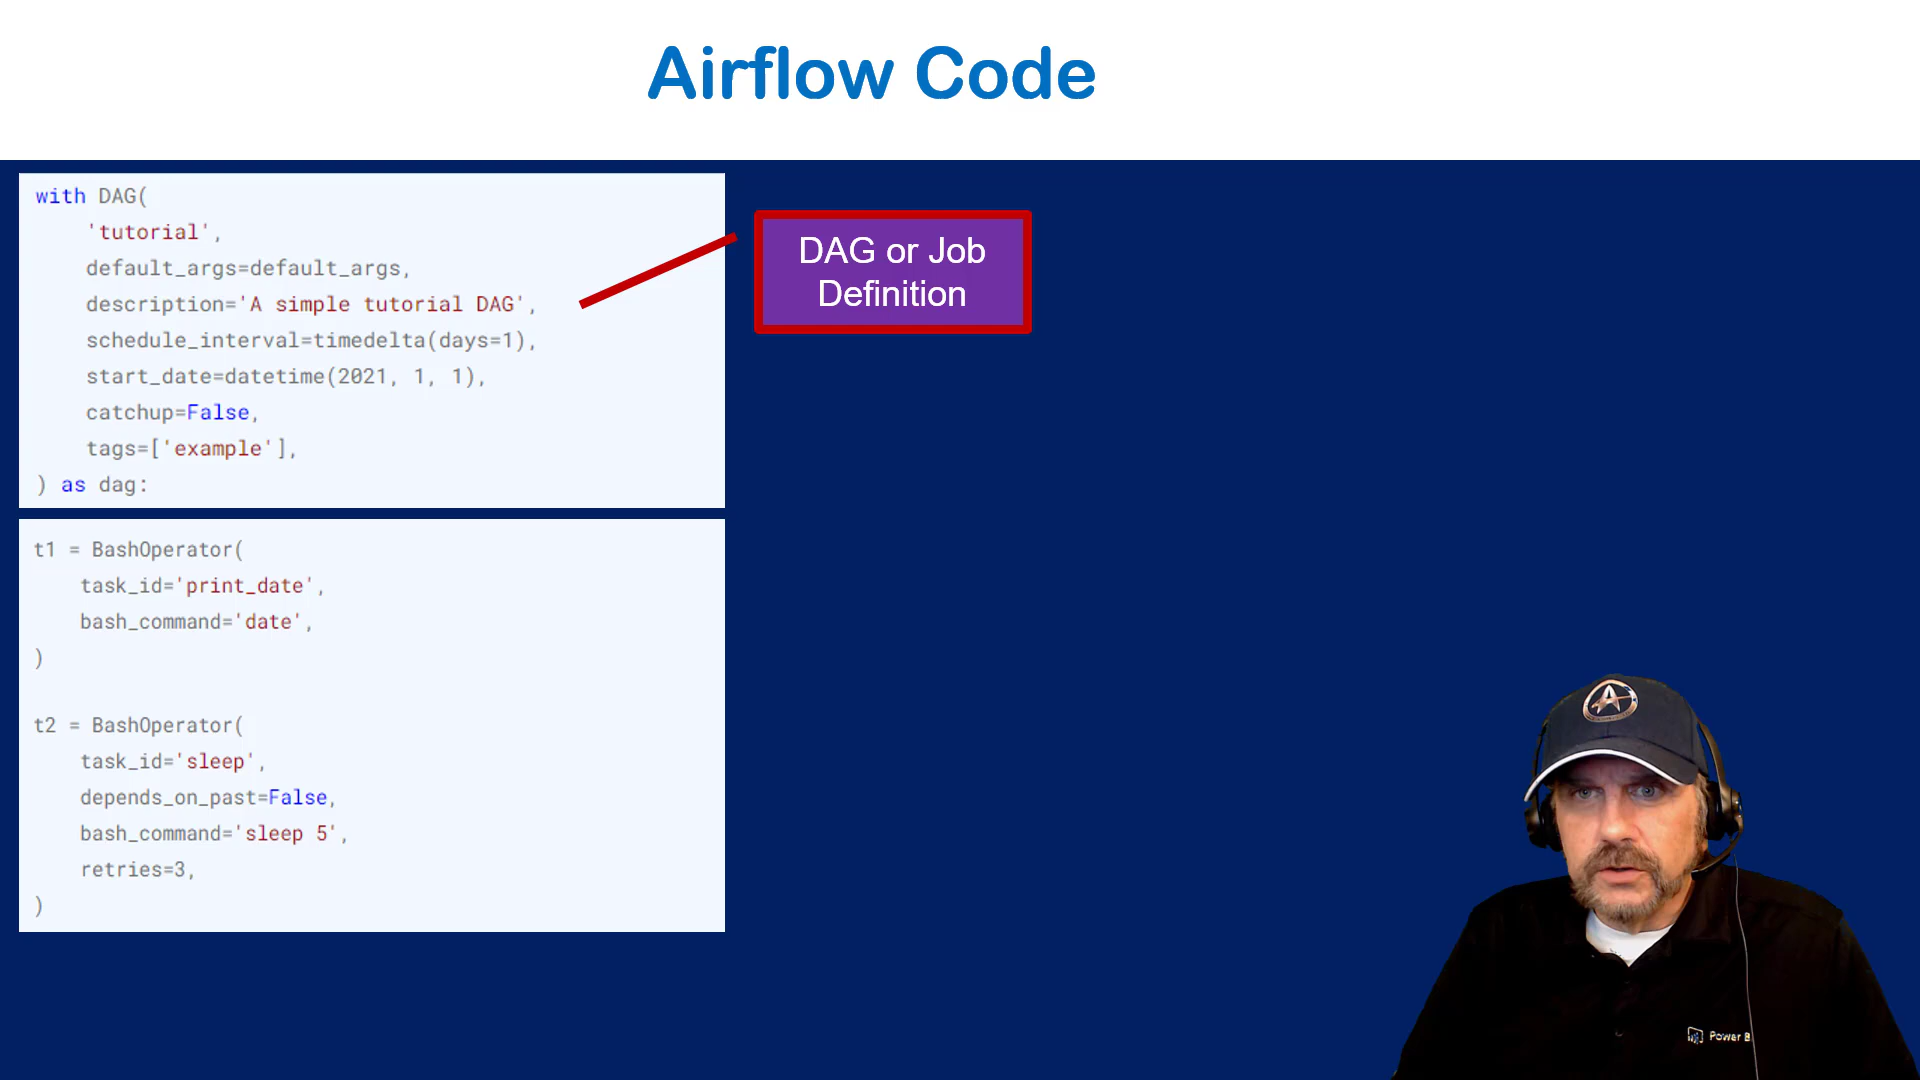 Airflow Code
with DAG(
    'tutorial',
    default_args=default_args,
    description='A simple tutorial DAG',
    schedule_interval=timedelta(days=1),
    start_date=datetime(2021, 1, 1),
    catchup=False,
    tags=['example'],
) as dag:
DAG or Job
Definition
t1 = BashOperator(
    task_id='print_date',
    bash_command='date',
)
t2 = BashOperator(
    task_id='sleep',
    depends_on_past=False,
    bash_command='sleep 5',
    retries=3,
)
Power B